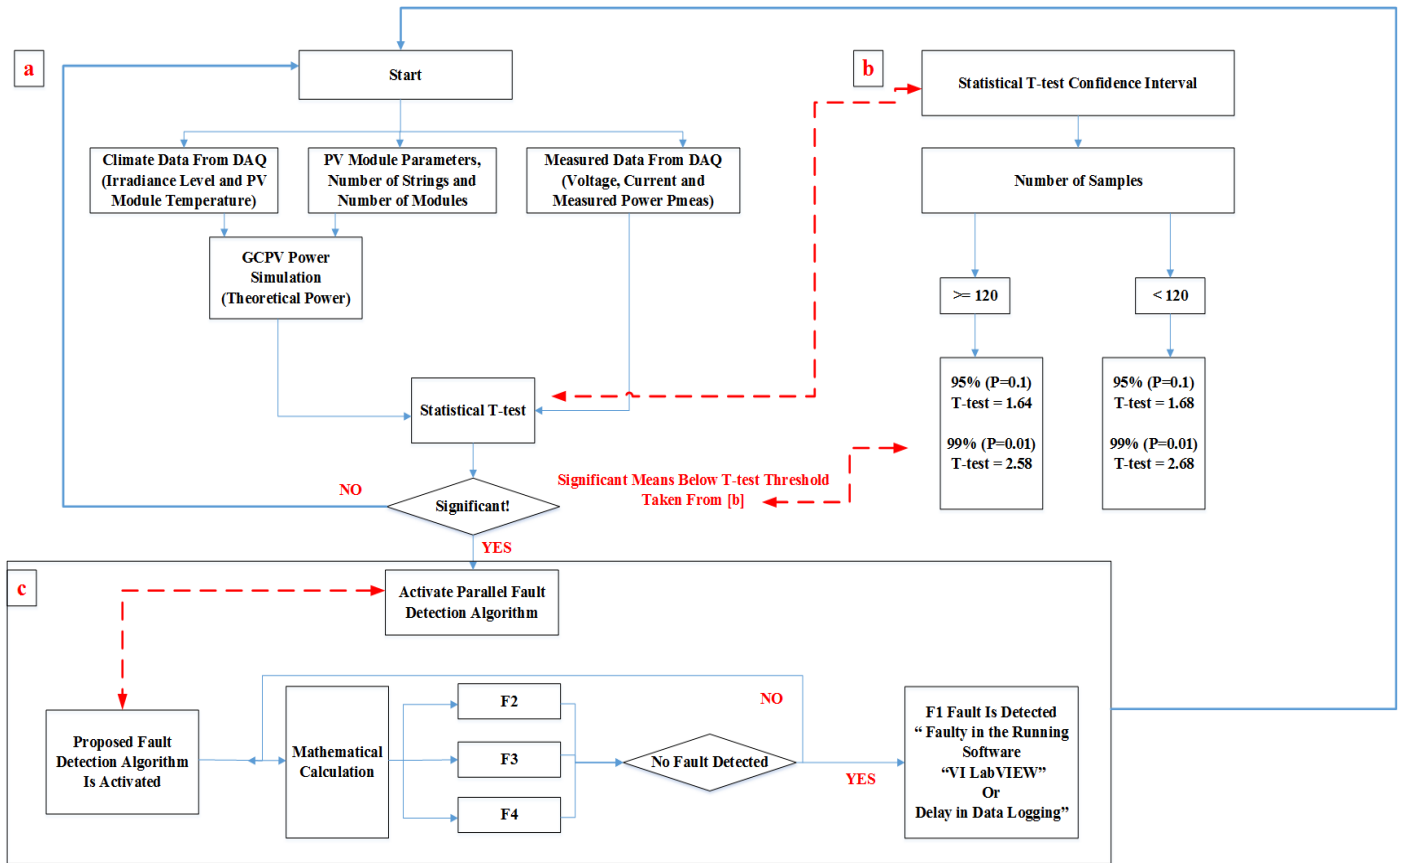 a
Start
Climate Data From DAQ
(Irradiance Level and PV
Module Temperature)
PV Module Parameters,
Number of Strings and
Number of Modules
Measured Data From DAQ
(Voltage, Current and
Measured Power Pmeas)
GCPV Power
Simulation
(Theoretical Power)
Statistical T-test
Significant!
NO
YES
Significant Means Below T-test Threshold
Taken From [b]
b
Statistical T-test Confidence Interval
Number of Samples
>= 120
< 120
95% (P=0.1)
T-test = 1.64
99% (P=0.01)
T-test = 2.58
95% (P=0.1)
T-test = 1.68
99% (P=0.01)
T-test = 2.68
c
Activate Parallel Fault
Detection Algorithm
Proposed Fault
Detection Algorithm
Is Activated
Mathematical
Calculation
F2
F3
F4
No Fault Detected
NO
YES
F1 Fault Is Detected
“ Faulty in the Running
Software
“VI LabVIEW”
Or
Delay in Data Logging”